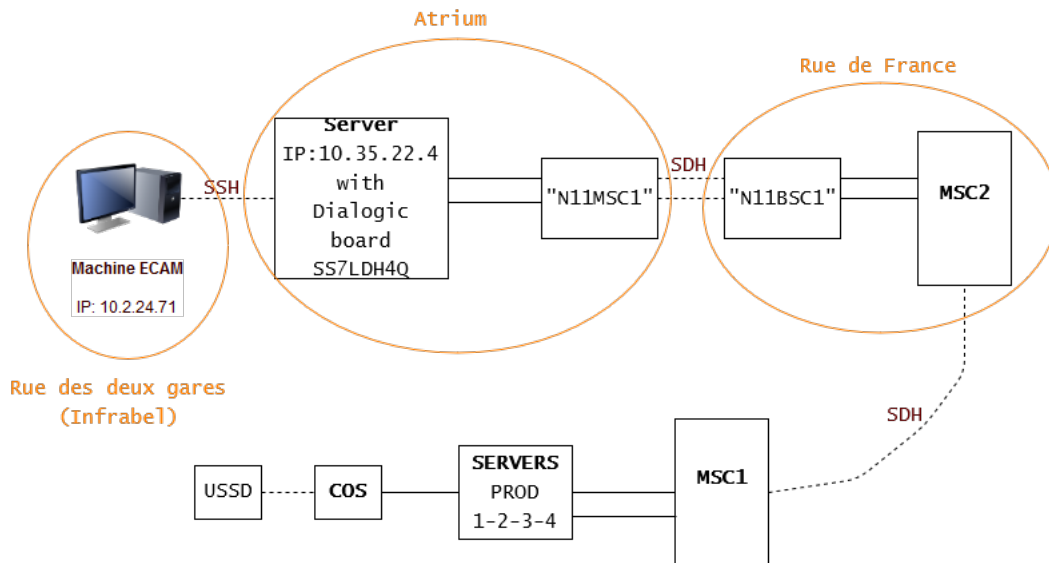 Atrium
Rue de France
Server
IP:10.35.22.4
with
Dialogic
board
SS7LDH4Q
SSH
"N11MSC1"
SDH
"N11BSC1"
MSC2
Machine ECAM
IP: 10.2.24.71
Rue des deux gares
(Infrabel)
SDH
USSD
COS
SERVERS
PROD
1-2-3-4
MSC1